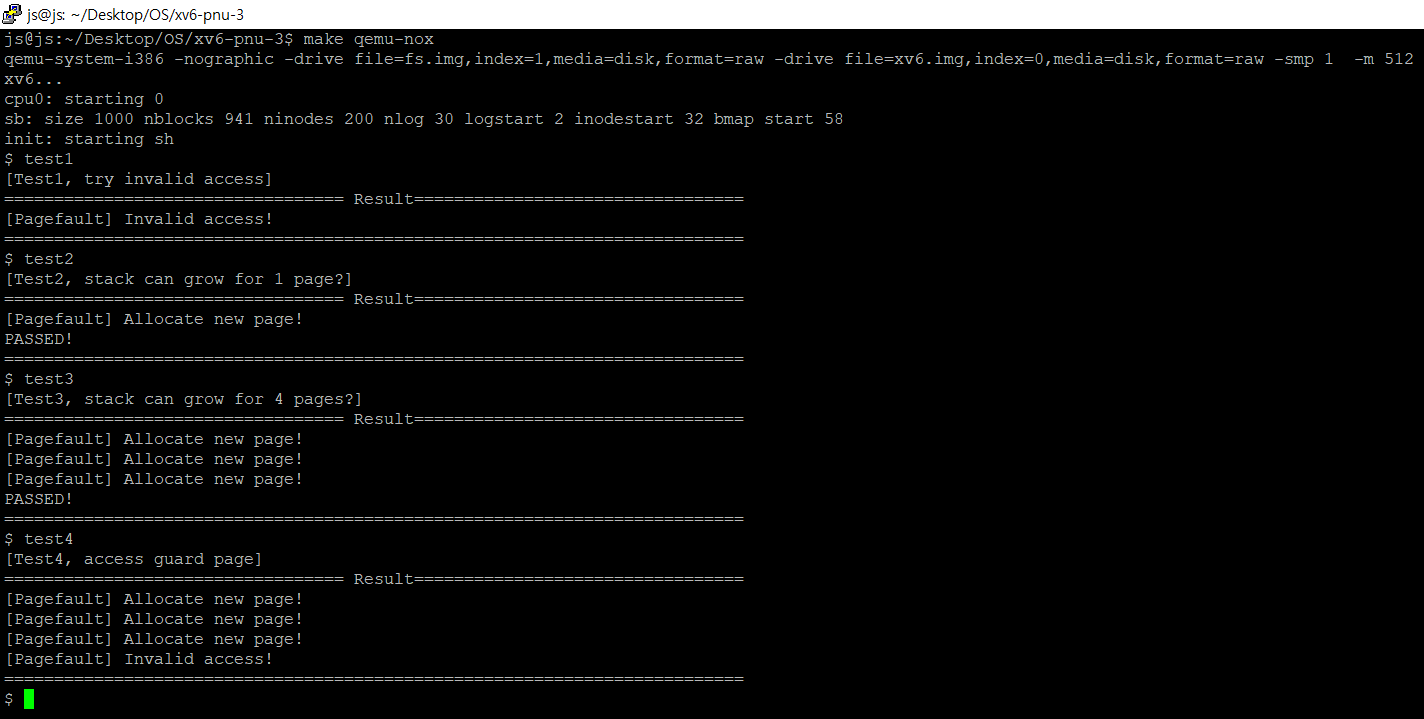 js@js: ~/Desktop/OS/xv6-pnu-3
js@js:~/Desktop/OS/xv6-pnu-3$ make qemu-nox
qemu-system-i386 -nographic -drive file=fs.img,index=1,media=disk,format=raw -drive file=xv6.img,index=0,media=disk,format=raw -smp 1  -m 512
xv6...
cpu0: starting 0
sb: size 1000 nblocks 941 ninodes 200 nlog 30 logstart 2 inodestart 32 bmap start 58
init: starting sh
$ test1
[Test1, try invalid access]
================================== Result=================================
[Pagefault] Invalid access!
==========================================================================
$ test2
[Test2, stack can grow for 1 page?]
================================== Result=================================
[Pagefault] Allocate new page!
PASSED!
==========================================================================
$ test3
[Test3, stack can grow for 4 pages?]
================================== Result=================================
[Pagefault] Allocate new page!
[Pagefault] Allocate new page!
[Pagefault] Allocate new page!
PASSED!
==========================================================================
$ test4
[Test4, access guard page]
================================== Result=================================
[Pagefault] Allocate new page!
[Pagefault] Allocate new page!
[Pagefault] Allocate new page!
[Pagefault] Invalid access!
==========================================================================
$